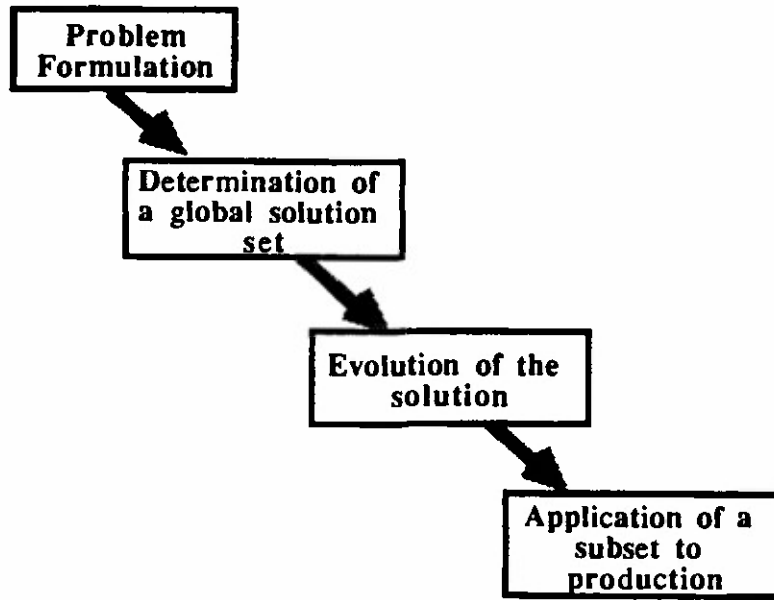 Problem
Formulation
Determination of
a global solution
set
Evolution of the
solution
Application of a
subset to
production